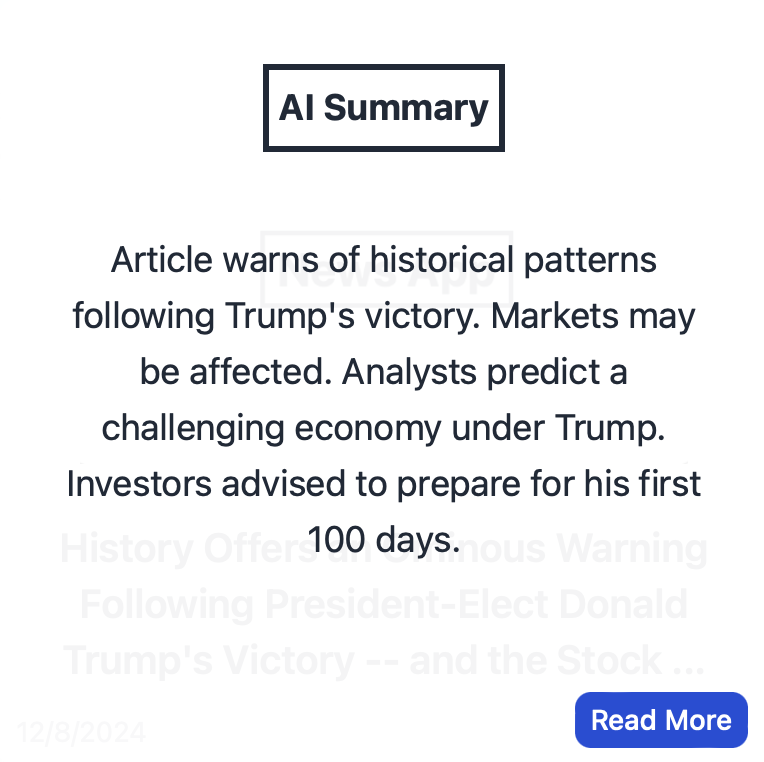 AI Summary
News App
Article warns of historical patterns
following Trump's victory. Markets may
be affected. Analysts predict a
challenging economy under Trump.
Investors advised to prepare for his first
100 days.
History Offers an Ominous Warning
Following President-Elect Donald
Trump's Victory -- and the Stock ...
Read More
12/8/2024